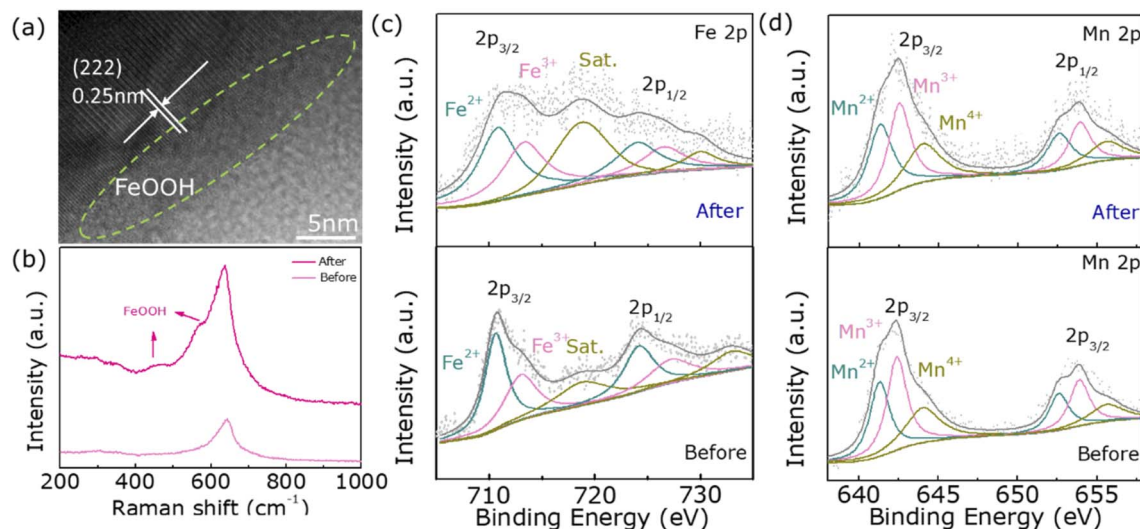 (a)
(222)
0.25nm
FeOOH
5nm
(b)
After
Before
FeOOH
Intensity (a.u.)
200 400 600 800 1000
Raman shift (cm⁻¹)
(c)
Fe 2p
2p3/2
Fe3+
Sat.
2p1/2
Fe2+
Intensity (a.u.)
After
2p3/2
2p1/2
Fe2+
Fe3+
Sat.
Intensity (a.u.)
Before
710 720 735
Binding Energy (eV)
(d)
Mn 2p
2p3/2
2p1/2
Mn3+
Mn2+
Mn4+
Intensity (a.u.)
After
Mn 2p
2p3/2
Mn3+
2p3/2
Mn2+
Mn4+
Intensity (a.u.)
Before
640 645 650 655
Binding Energy (eV)